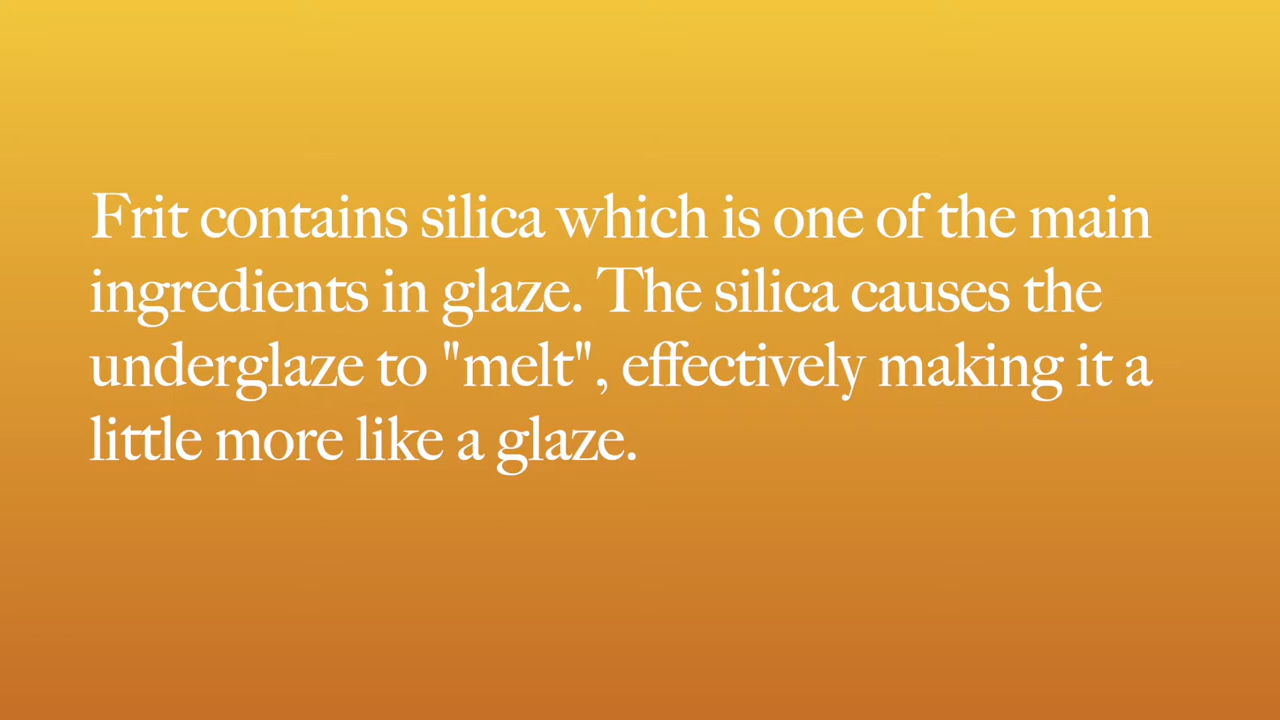 Frit contains silica which is one of the main
ingredients in glaze. The silica causes the
underglaze to "melt", effectively making it a
little more like a glaze.